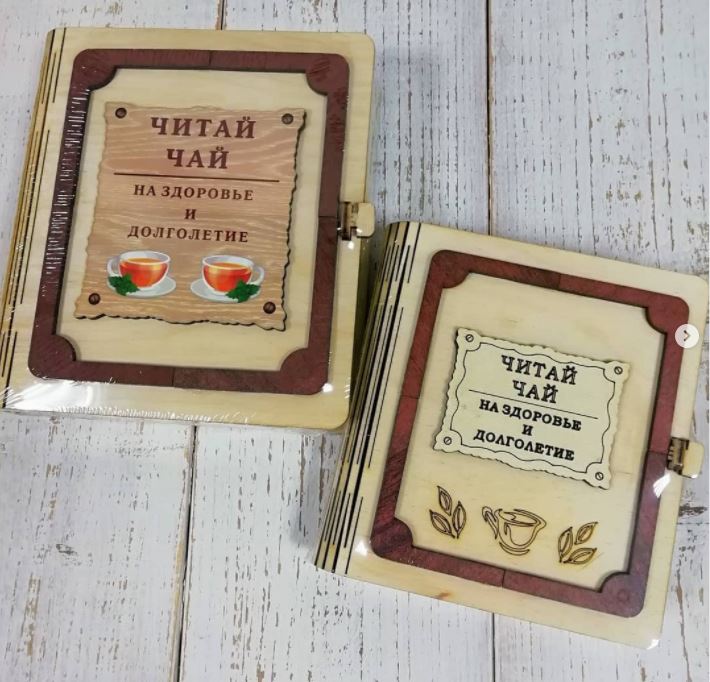 ЧИТАЙ
ЧАЙ
НА ЗДОРОВЬЕ
И
ДОЛГОЛЕТИЕ
ЧИТАЙ
ЧАЙ
НА ЗДОРОВЬЕ
И
ДОЛГОЛЕТИЕ